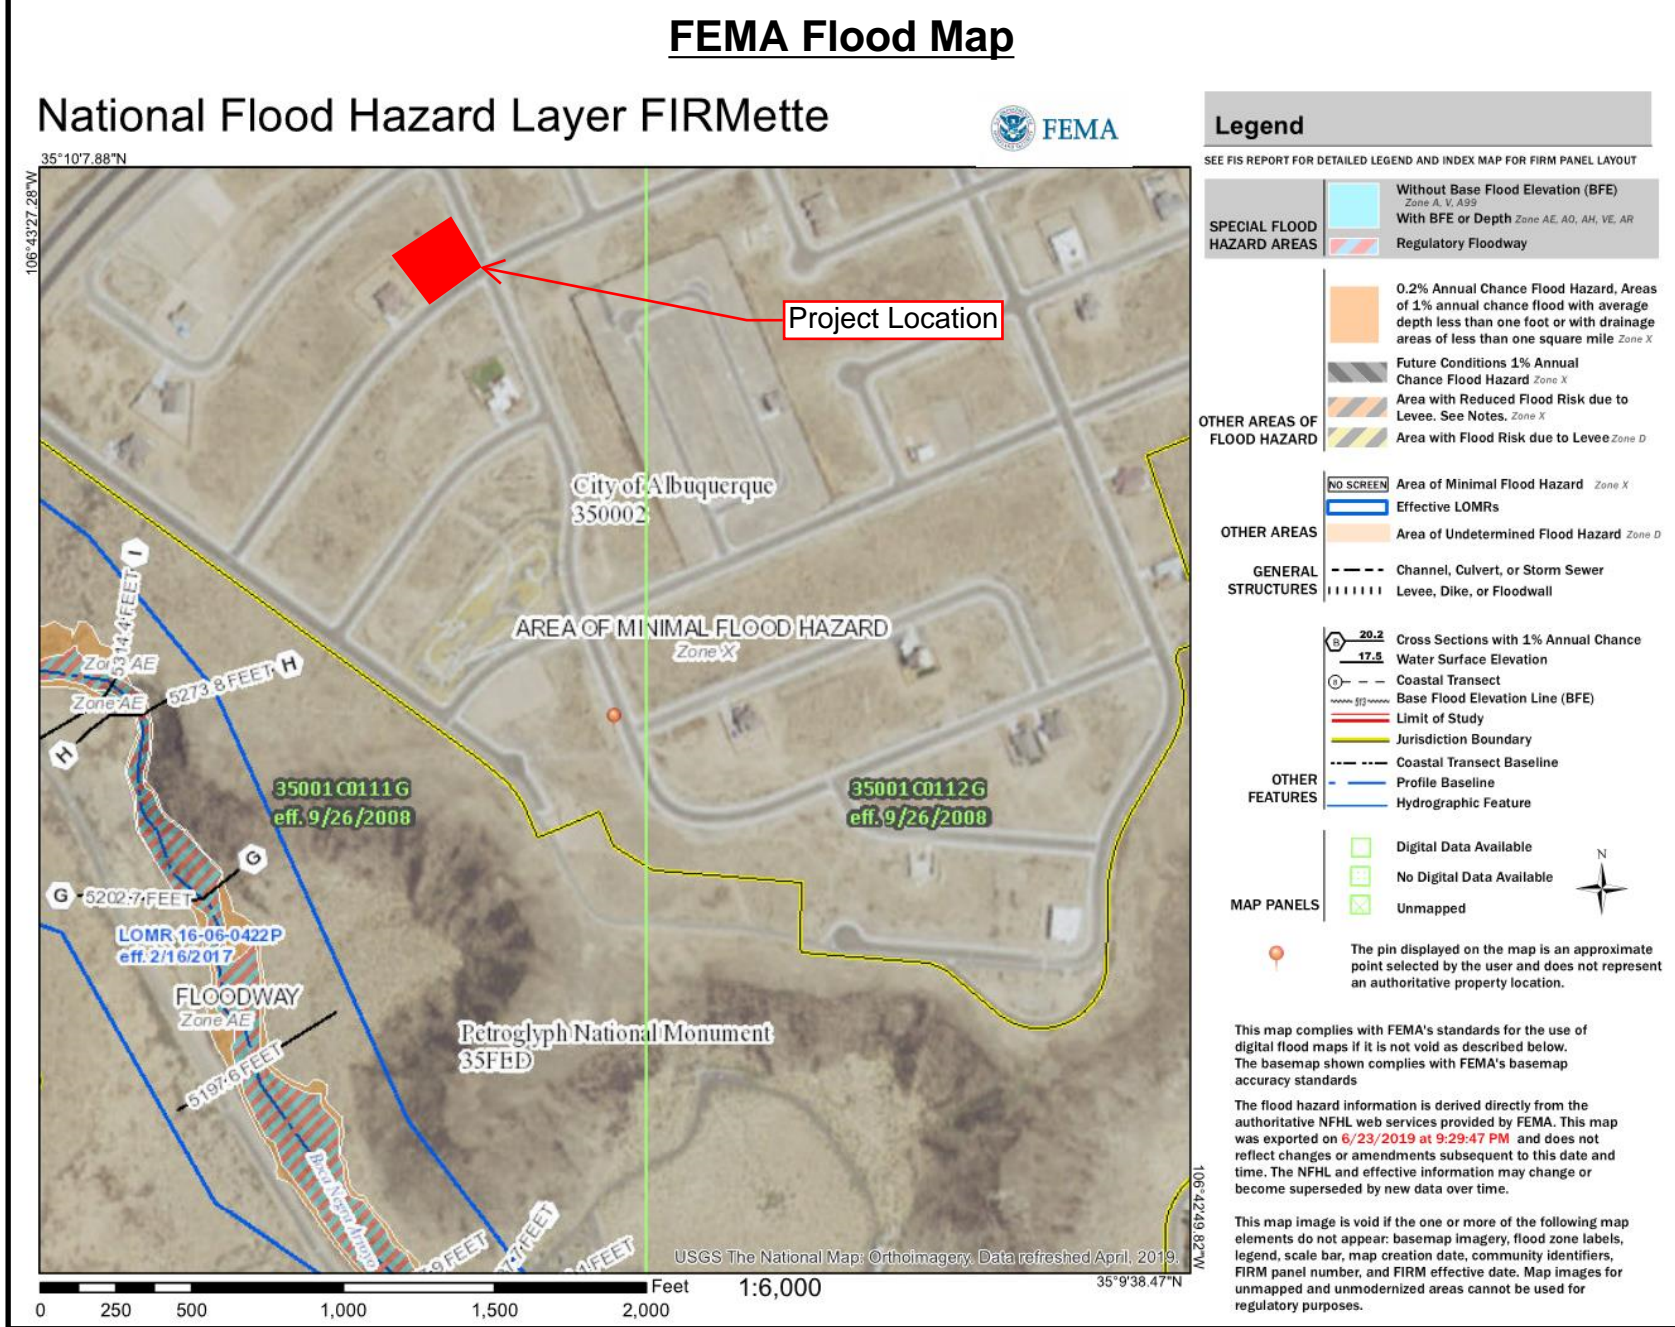 FEMA Flood Map
National Flood Hazard Layer FIRMette
FEMA
35°10'7.88"N
106°43'27.28"W
Project Location
City of Albuquerque
350002
AREA OF MINIMAL FLOOD HAZARD
Zone X
I
5314.4 FEET
Zone AE
Zone AE
5273.8 FEET
H
H
35001C0111G
eff. 9/26/2008
35001C0112G
eff. 9/26/2008
G
G
5202.7 FEET
LOMR 16-06-0422P
eff. 2/16/2017
FLOODWAY
Zone AE
5197.6 FEET
Petroglyph National Monument
35FED
Boca Negra Arroyo
USGS The National Map: Orthoimagery. Data refreshed April, 2019.
106°42'49.82"W
35°9'38.47"N
Feet
1:6,000
0
250
500
1,000
1,500
2,000
Legend
SEE FIS REPORT FOR DETAILED LEGEND AND INDEX MAP FOR FIRM PANEL LAYOUT
SPECIAL FLOOD
HAZARD AREAS
Without Base Flood Elevation (BFE)
Zone A, V, A99
With BFE or Depth Zone AE, AO, AH, VE, AR
Regulatory Floodway
OTHER AREAS OF
FLOOD HAZARD
0.2% Annual Chance Flood Hazard, Areas
of 1% annual chance flood with average
depth less than one foot or with drainage
areas of less than one square mile Zone X
Future Conditions 1% Annual
Chance Flood Hazard Zone X
Area with Reduced Flood Risk due to
Levee. See Notes. Zone X
Area with Flood Risk due to Levee Zone D
OTHER AREAS
NO SCREEN Area of Minimal Flood Hazard Zone X
Effective LOMRs
Area of Undetermined Flood Hazard Zone D
GENERAL
STRUCTURES
Channel, Culvert, or Storm Sewer
Levee, Dike, or Floodwall
OTHER
FEATURES
B 20.2 Cross Sections with 1% Annual Chance
17.5 Water Surface Elevation
8 Coastal Transect
513 Base Flood Elevation Line (BFE)
Limit of Study
Jurisdiction Boundary
Coastal Transect Baseline
Profile Baseline
Hydrographic Feature
MAP PANELS
Digital Data Available
No Digital Data Available
Unmapped
N
The pin displayed on the map is an approximate
point selected by the user and does not represent
an authoritative property location.
This map complies with FEMA's standards for the use of
digital flood maps if it is not void as described below.
The basemap shown complies with FEMA's basemap
accuracy standards
The flood hazard information is derived directly from the
authoritative NFHL web services provided by FEMA. This map
was exported on 6/23/2019 at 9:29:47 PM and does not
reflect changes or amendments subsequent to this date and
time. The NFHL and effective information may change or
become superseded by new data over time.
This map image is void if the one or more of the following map
elements do not appear: basemap imagery, flood zone labels,
legend, scale bar, map creation date, community identifiers,
FIRM panel number, and FIRM effective date. Map images for
unmapped and unmodernized areas cannot be used for
regulatory purposes.